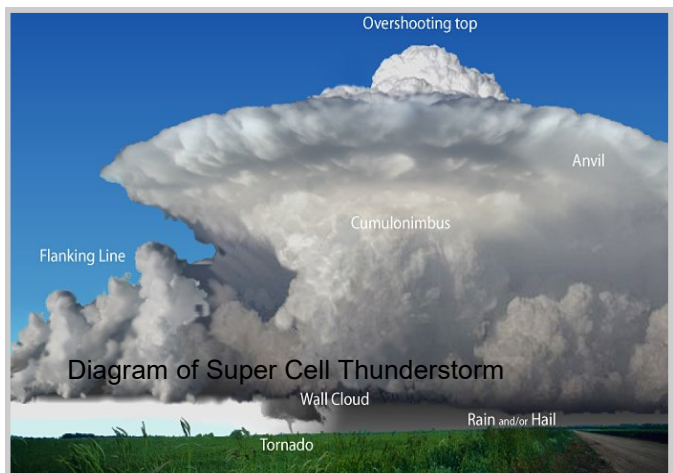 Overshooting top
Anvil
Cumulonimbus
Flanking Line
Diagram of Super Cell Thunderstorm
Wall Cloud
Rain and/or Hail
Tornado